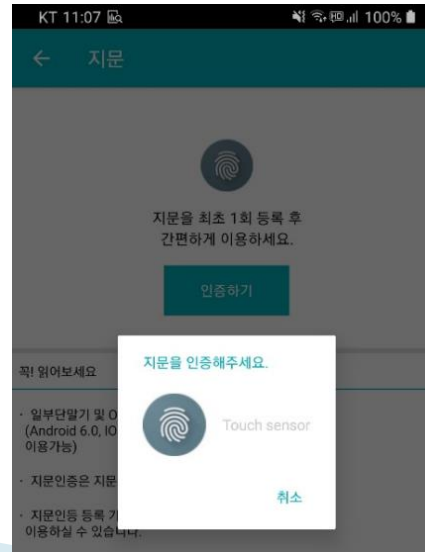 KT 11:07
HD 100%
← 지문
지문을 최초 1회 등록 후
간편하게 이용하세요.
인증하기
지문을 인증해주세요.
꼭! 읽어보세요
Touch sensor
· 일부단말기 및 O
(Android 6.0, IO
이용가능)
· 지문인증은 지문
취소
· 지문인등 등록 기
이용하실 수 있습니다.